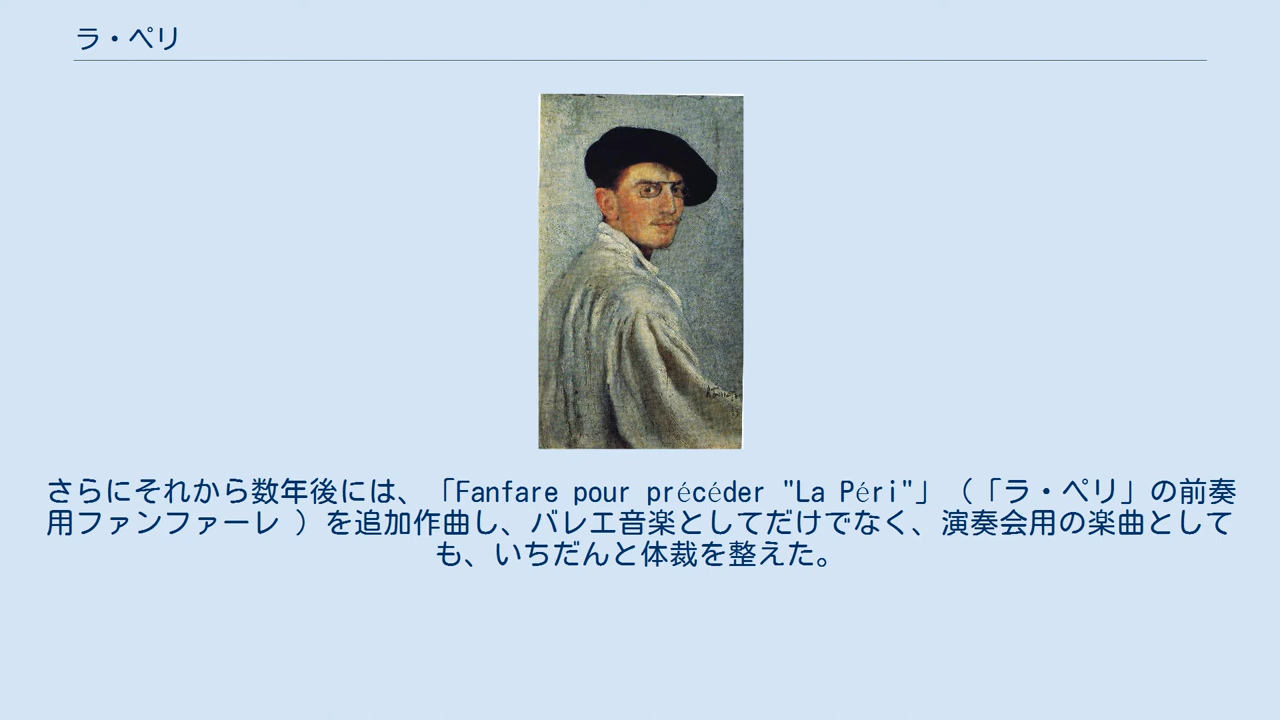 ラ・ペリ
さらにそれから数年後には、「Fanfare pour précéder "La Péri"」（「ラ・ペリ」の前奏
用ファンファーレ ）を追加作曲し、バレエ音楽としてだけでなく、演奏会用の楽曲として
も、いちだんと体裁を整えた。